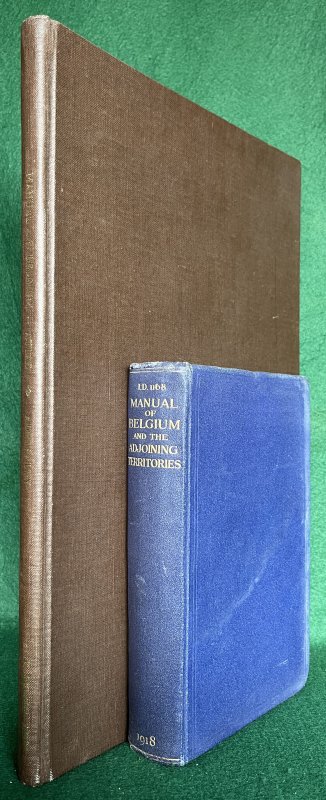 I.D. 1168
MANUAL
OF
BELGIUM
AND THE
ADJOINING
TERRITORIES
1918